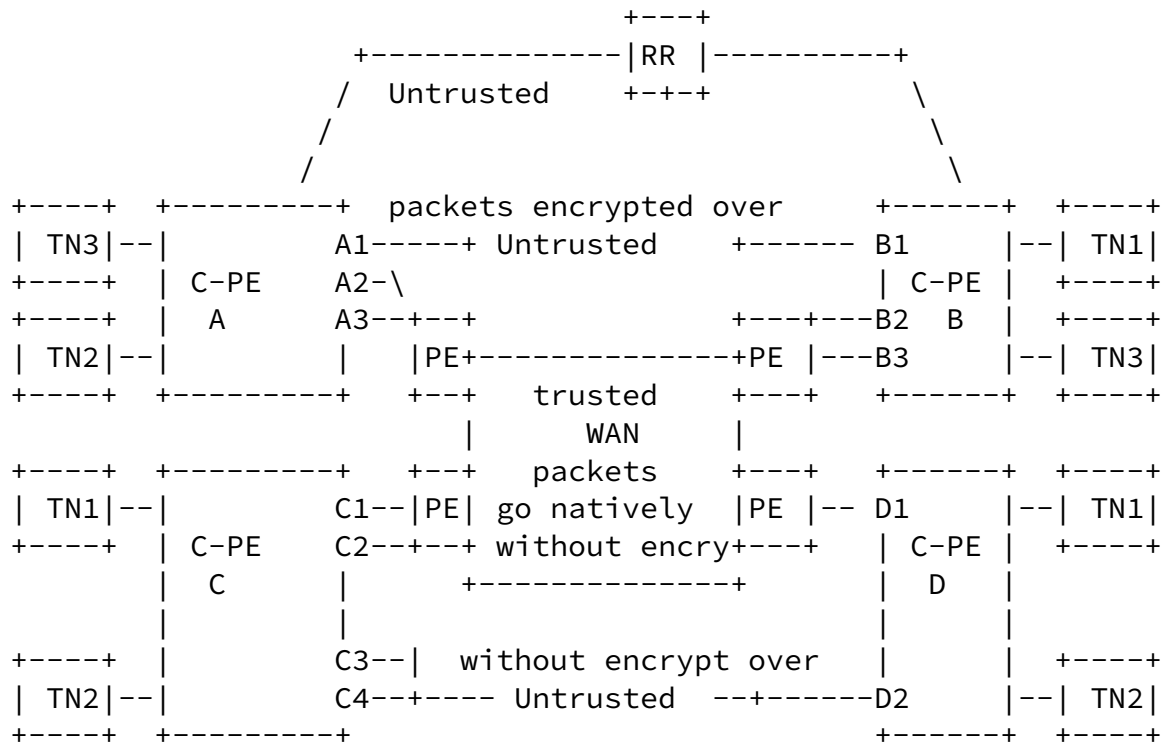 +---+
+--------------|RR |----------+
/ Untrusted +-+-+ \
/ \
/ \
+----+ +---------+ packets encrypted over +------+ +----+
| TN3|--| A1-----+ Untrusted +------ B1 |--| TN1|
+----+ | C-PE A2-\ | C-PE | +----+
+----+ | A A3--+--+ +---+---B2 B | +----+
| TN2|--| | |PE+--------------+PE |---B3 |--| TN3|
+----+ +---------+ +--+ trusted +---+ +------+ +----+
| WAN |
+----+ +---------+ +--+ packets +---+ +------+ +----+
| TN1|--| C1--|PE| go natively |PE |-- D1 |--| TN1|
+----+ | C-PE C2--+--+ without encry+---+ | C-PE | +----+
| C | +--------------+ | D |
| | | |
+----+ | C3--| without encrypt over | | +----+
| TN2|--| C4--+---- Untrusted --+------D2 |--| TN2|
+----+ +---------+ +------+ +----+